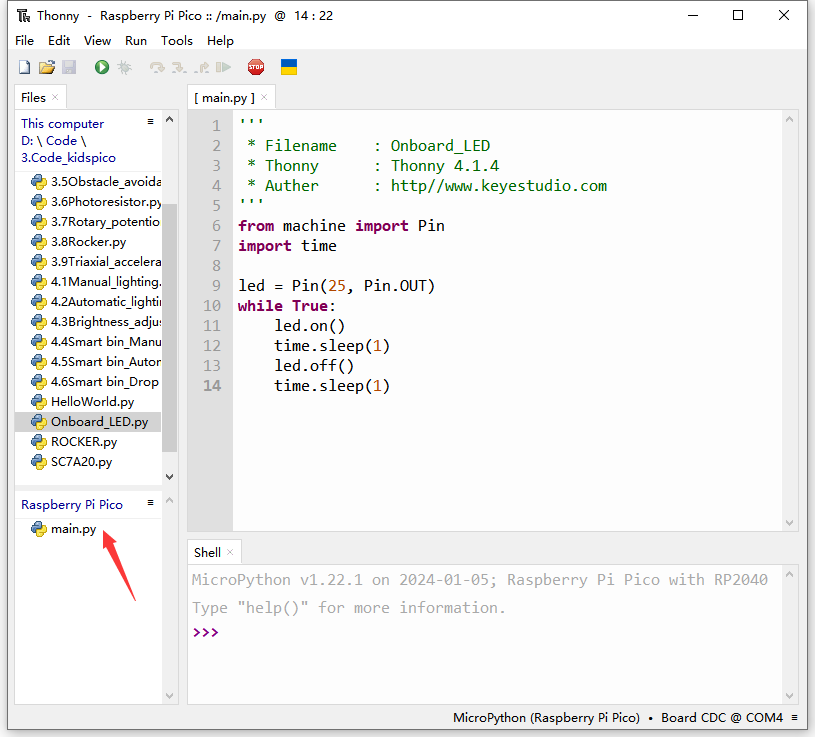 Thonny - Raspberry Pi Pico :: /main.py @ 14 : 22
File Edit View Run Tools Help
STOP
Files ×
This computer
D: \ Code \
3.Code_kidspico
3.5Obstacle_avoida
3.6Photoresistor.py
3.7Rotary_potentio
3.8Rocker.py
3.9Triaxial_accelera
4.1Manual_lighting.
4.2Automatic_lightin
4.3Brightness_adjus
4.4Smart bin_Manu
4.5Smart bin_Autom
4.6Smart bin_Drop
HelloWorld.py
Onboard_LED.py
ROCKER.py
SC7A20.py
Raspberry Pi Pico
main.py
[ main.py ] ×
1 '''
2 * Filename : Onboard_LED
3 * Thonny : Thonny 4.1.4
4 * Auther : http//www.keyestudio.com
5 '''
6 from machine import Pin
7 import time
8
9 led = Pin(25, Pin.OUT)
10 while True:
11 led.on()
12 time.sleep(1)
13 led.off()
14 time.sleep(1)
Shell ×
MicroPython v1.22.1 on 2024-01-05; Raspberry Pi Pico with RP2040
Type "help()" for more information.
>>>
MicroPython (Raspberry Pi Pico) • Board CDC @ COM4 ≡